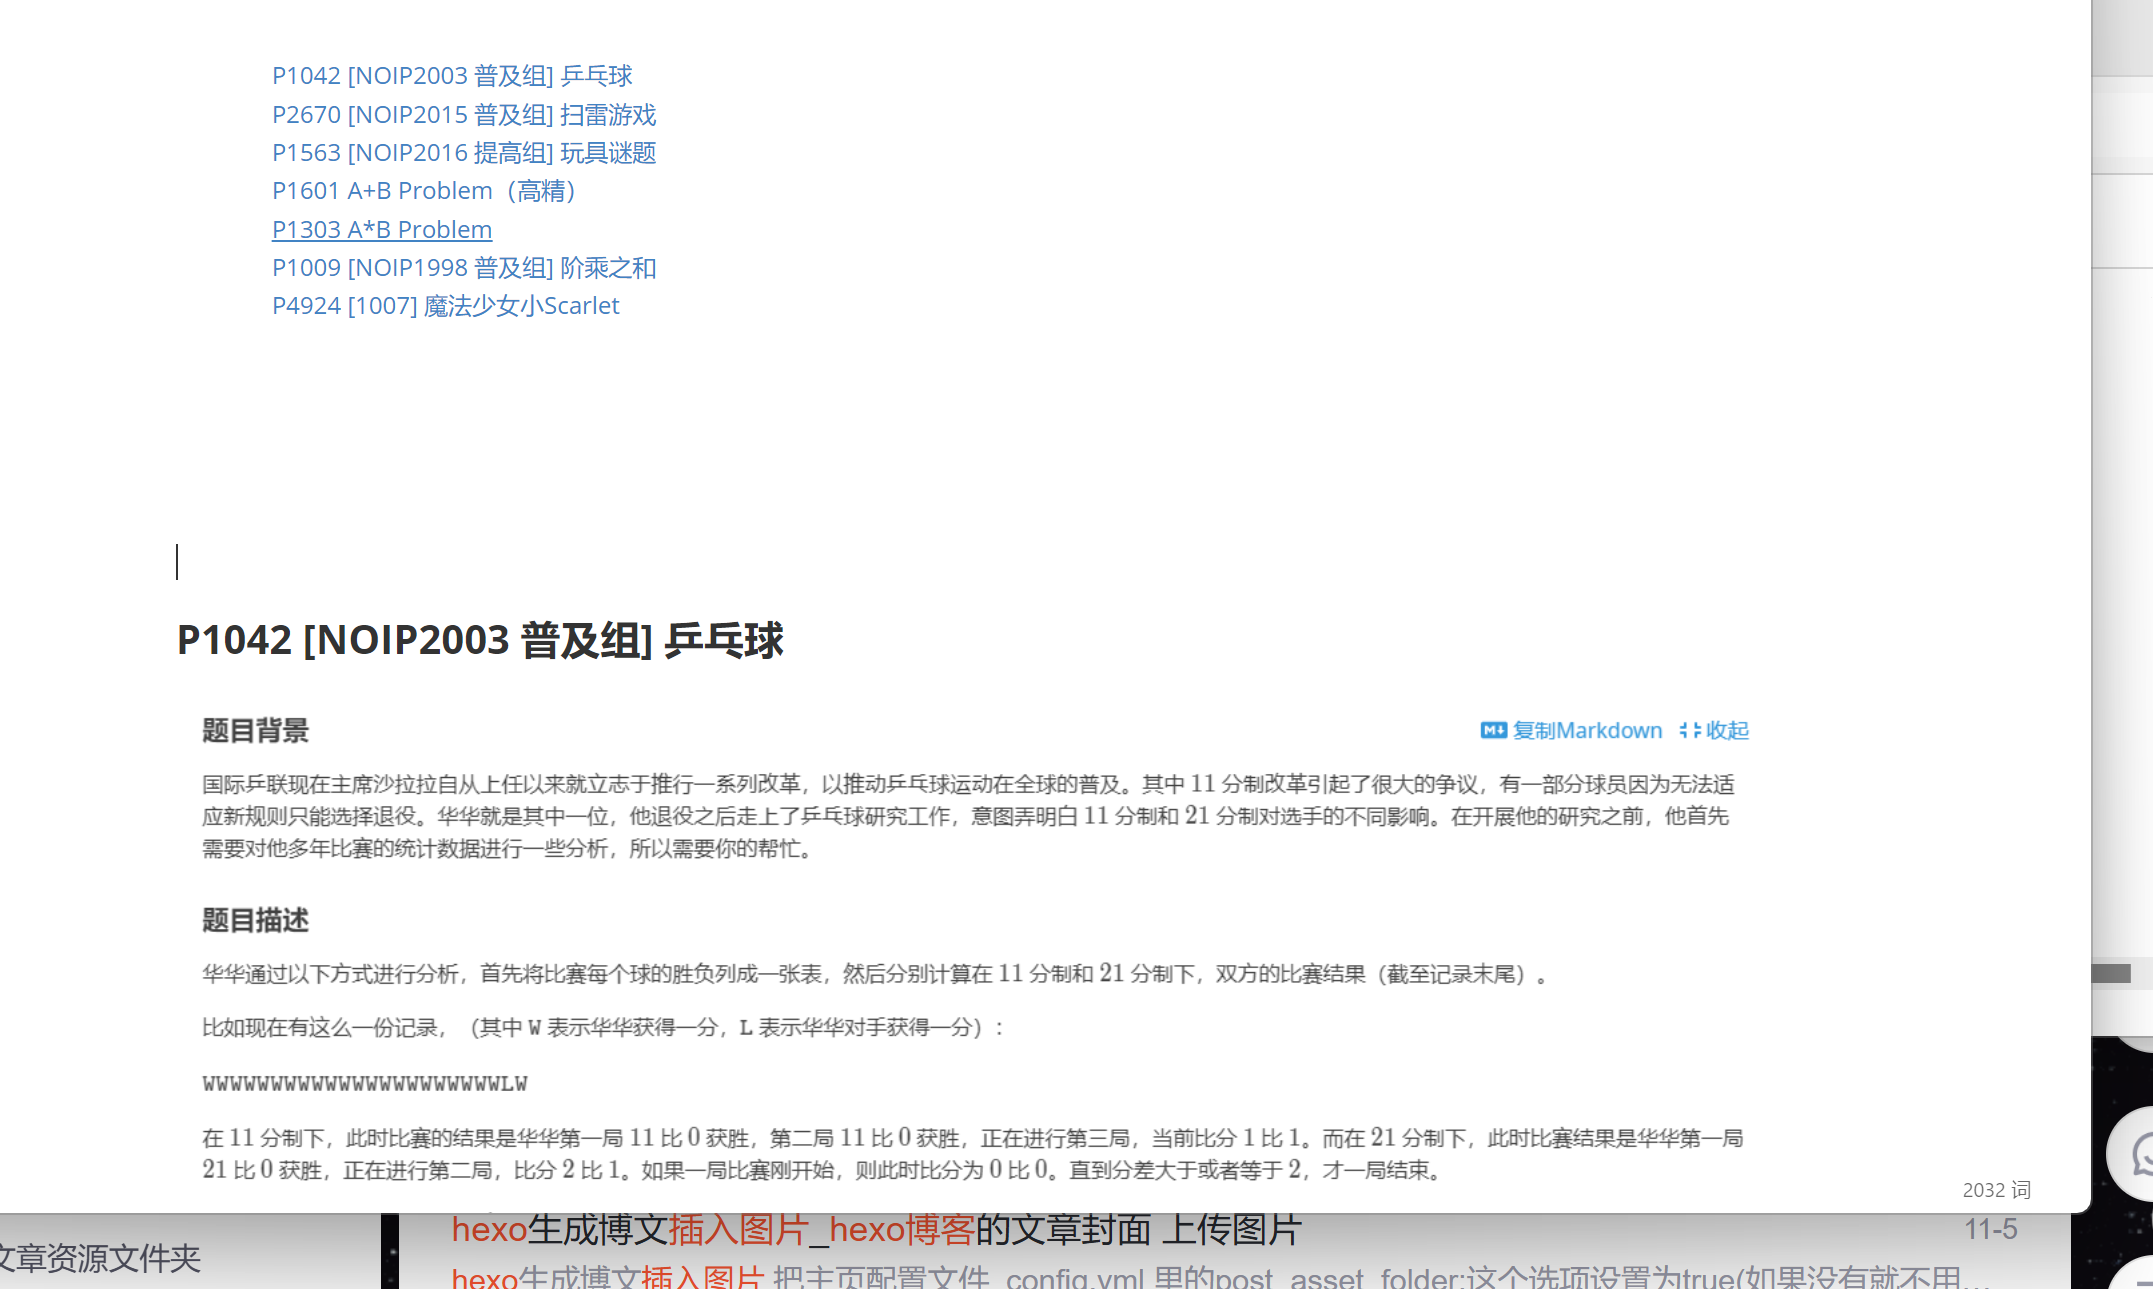 P1042 [NOIP2003 普及组] 乒乓球
P2670 [NOIP2015 普及组] 扫雷游戏
P1563 [NOIP2016 提高组] 玩具谜题
P1601 A+B Problem（高精）
P1303 A*B Problem
P1009 [NOIP1998 普及组] 阶乘之和
P4924 [1007] 魔法少女小Scarlet
P1042 [NOIP2003 普及组] 乒乓球
题目背景
复制Markdown 收起
国际乒联现在主席沙拉拉自从上任以来就立志于推行一系列改革，以推动乒乓球运动在全球的普及。其中 11 分制改革引起了很大的争议，有一部分球员因为无法适
应新规则只能选择退役。华华就是其中一位，他退役之后走上了乒乓球研究工作，意图弄明白 11 分制和 21 分制对选手的不同影响。在开展他的研究之前，他首先
需要对他多年比赛的统计数据进行一些分析，所以需要你的帮忙。
题目描述
华华通过以下方式进行分析，首先将比赛每个球的胜负列成一张表，然后分别计算在 11 分制和 21 分制下，双方的比赛结果（截至记录末尾）。
比如现在有这么一份记录，（其中 W 表示华华获得一分，L 表示华华对手获得一分）：
WWWWWWWWWWWWWWWWWWWWWWLW
在 11 分制下，此时比赛的结果是华华第一局 11 比 0 获胜，第二局 11 比 0 获胜，正在进行第三局，当前比分 1 比 1。而在 21 分制下，此时比赛结果是华华第一局
21 比 0 获胜，正在进行第二局，比分 2 比 1。如果一局比赛刚开始，则此时比分为 0 比 0。直到分差大于或者等于 2，才一局结束。
2032 词
hexo生成博文插入图片_hexo博客的文章封面 上传图片
11-5
文章资源文件夹
hexo生成博文插入图片 把主页配置文件_config.yml 里的post_asset_folder:这个选项设置为true(如果没有就不用...